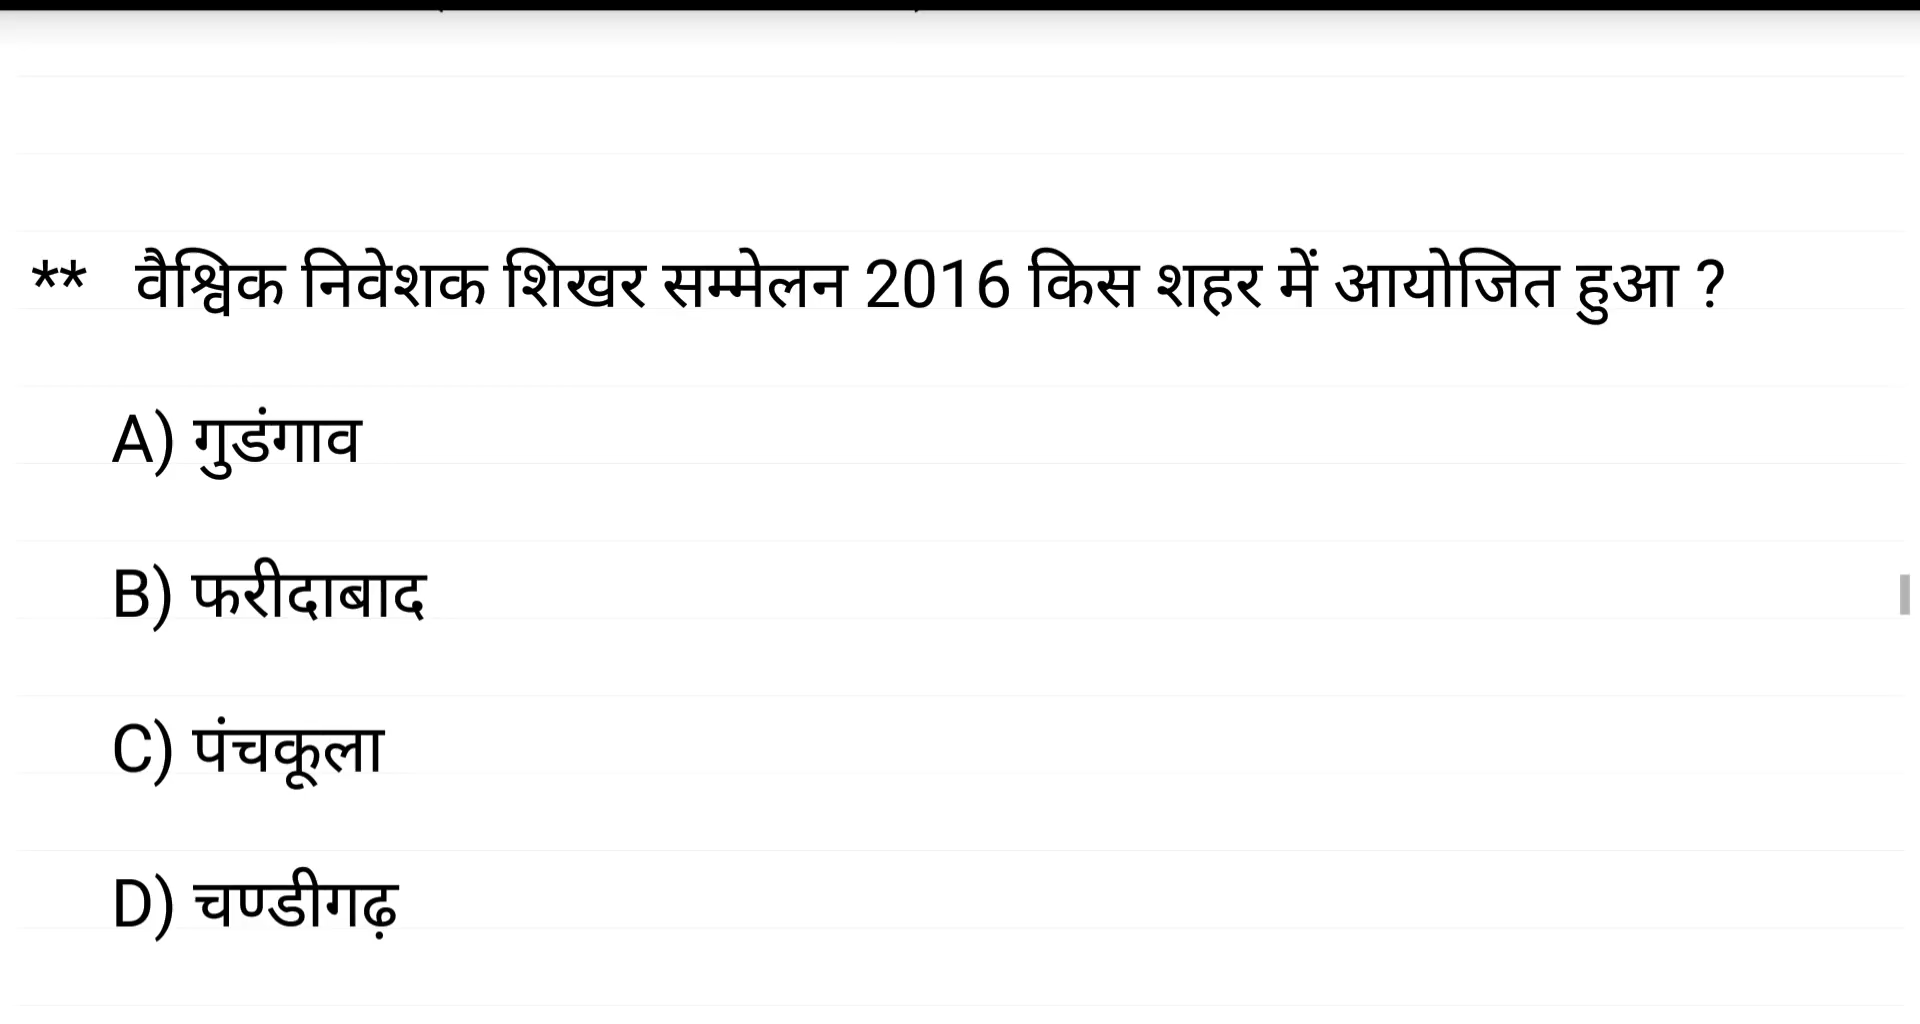 ** वैश्विक निवेशक शिखर सम्मेलन 2016 किस शहर में आयोजित हुआ ?
A) गुडंगाव
B) फरीदाबाद
C) पंचकूला
D) चण्डीगढ़